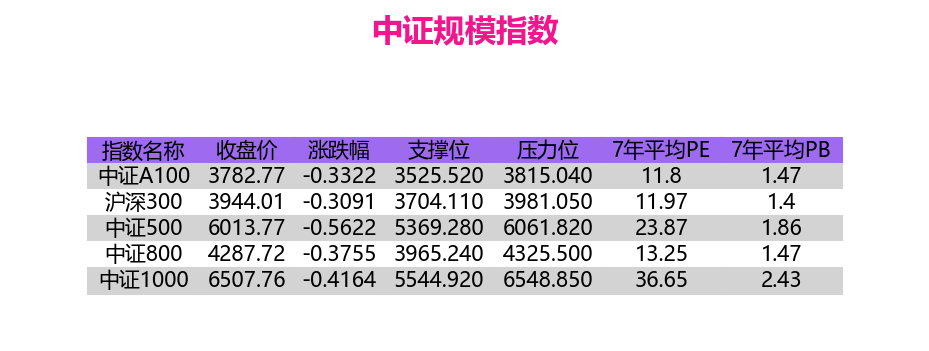 中证规模指数
指数名称 收盘价 涨跌幅 支撑位 压力位 7年平均PE 7年平均PB
中证A100 3782.77 -0.3322 3525.520 3815.040 11.8 1.47
沪深300 3944.01 -0.3091 3704.110 3981.050 11.97 1.4
中证500 6013.77 -0.5622 5369.280 6061.820 23.87 1.86
中证800 4287.72 -0.3755 3965.240 4325.500 13.25 1.47
中证1000 6507.76 -0.4164 5544.920 6548.850 36.65 2.43